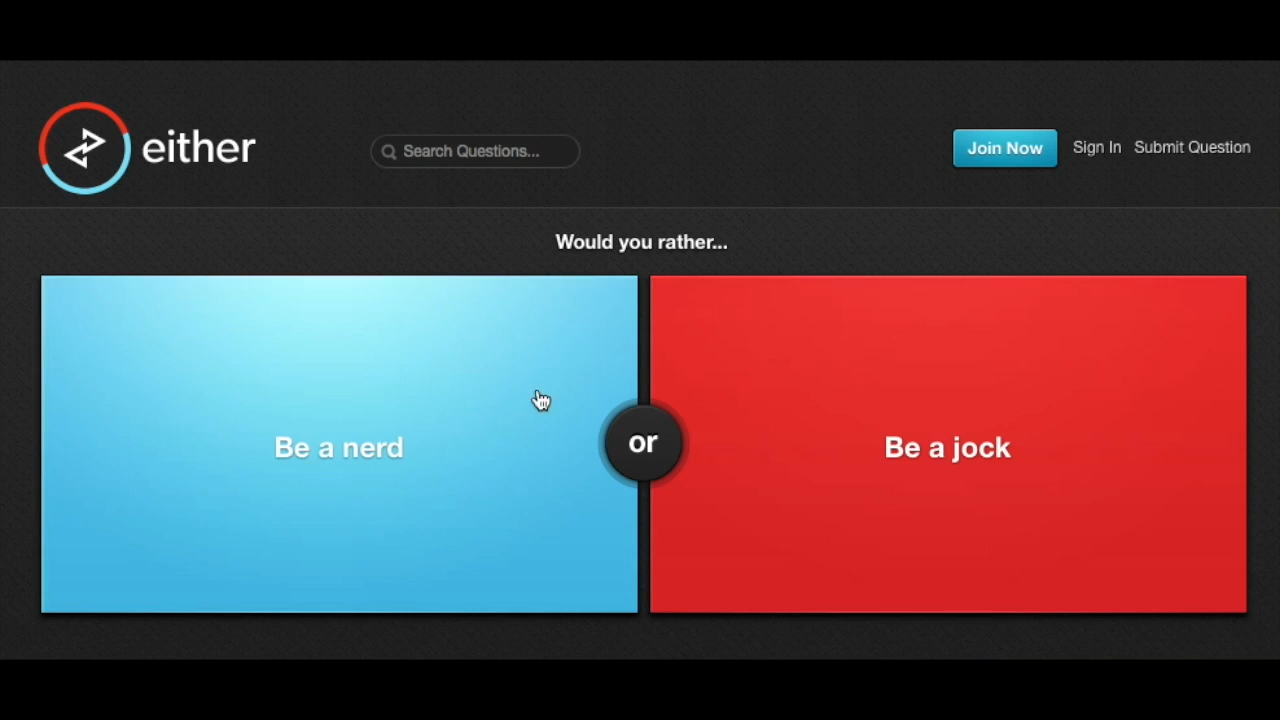 either
Search Questions...
Join Now
Sign In
Submit Question
Would you rather...
Be a nerd
or
Be a jock